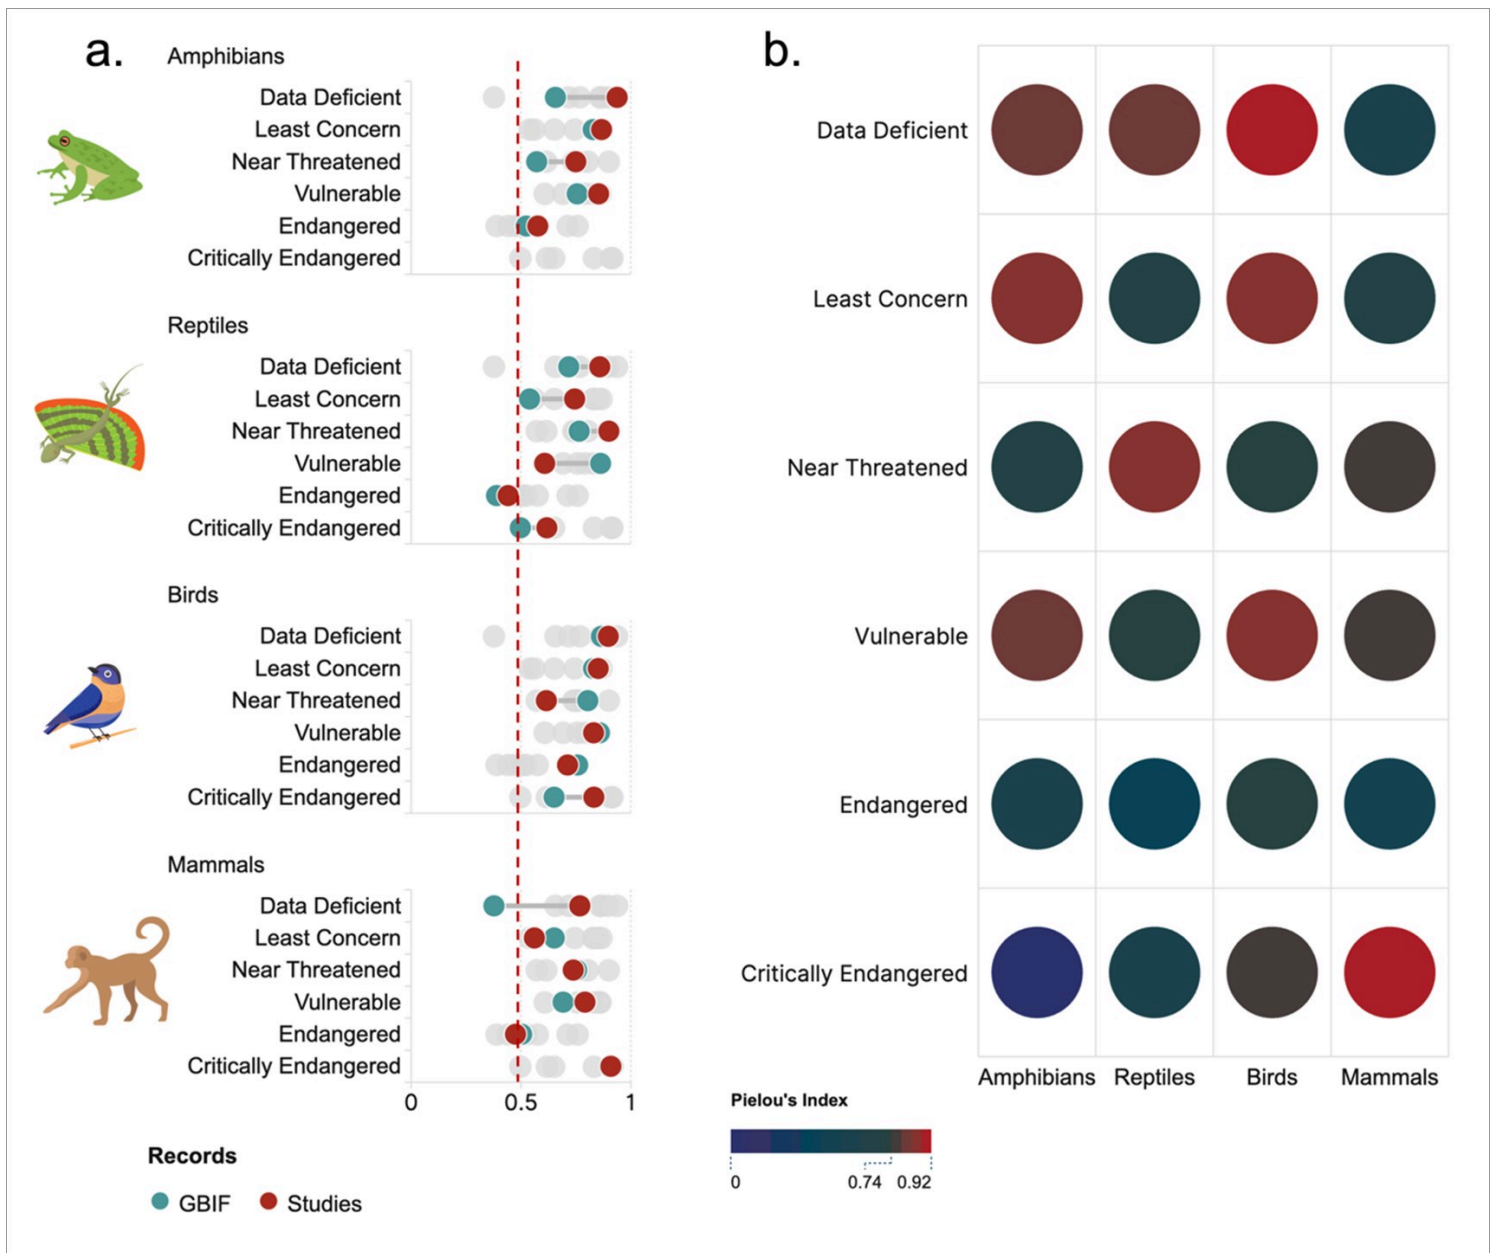 a.
Amphibians
Data Deficient
Least Concern
Near Threatened
Vulnerable
Endangered
Critically Endangered
Reptiles
Data Deficient
Least Concern
Near Threatened
Vulnerable
Endangered
Critically Endangered
Birds
Data Deficient
Least Concern
Near Threatened
Vulnerable
Endangered
Critically Endangered
Mammals
Data Deficient
Least Concern
Near Threatened
Vulnerable
Endangered
Critically Endangered
0 0.5 1
Records
GBIF Studies
b.
Data Deficient
Least Concern
Near Threatened
Vulnerable
Endangered
Critically Endangered
Amphibians Reptiles Birds Mammals
Pielou's Index
0 0.74 0.92